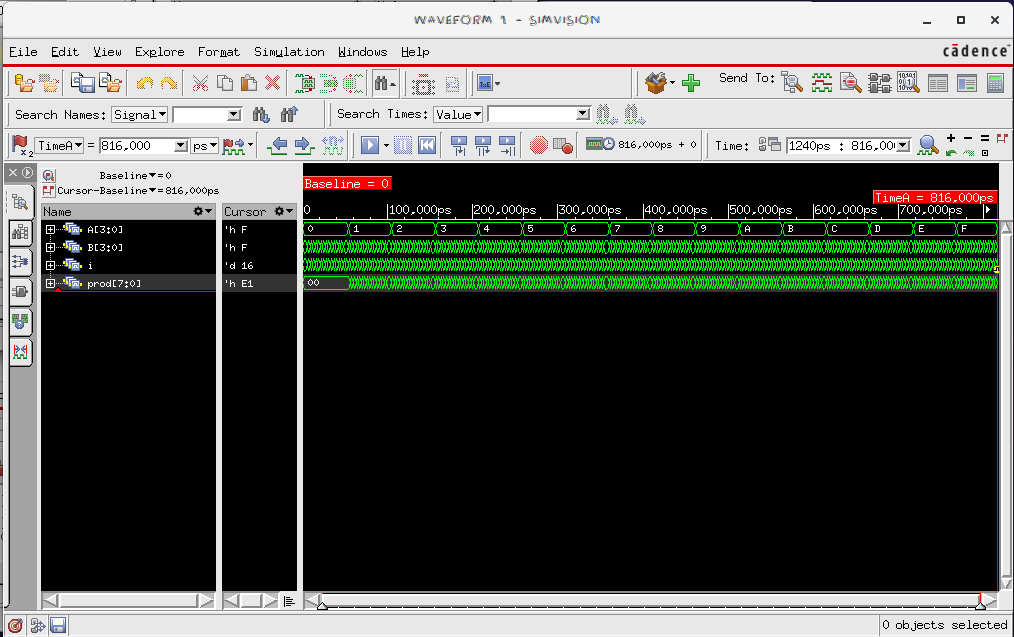 WAVEFORM 1 - SIMVISION
File Edit View Explore Format Simulation Windows Help cādence
Send To:
Search Names: Signal Search Times: Value
TimeA = 816,000 ps 816,000ps + 0 Time: 1240ps : 816,00
Baseline = 0
Cursor-Baseline = 816,000ps
Baseline = 0
TimeA = 816,000ps
Name Cursor 0 100,000ps 200,000ps 300,000ps 400,000ps 500,000ps 600,000ps 700,000ps
A[3:0] 'h F 0 1 2 3 4 5 6 7 8 9 A B C D E F
B[3:0] 'h F
i 'd 16
prod[7:0] 'h E1 00
0 objects selected